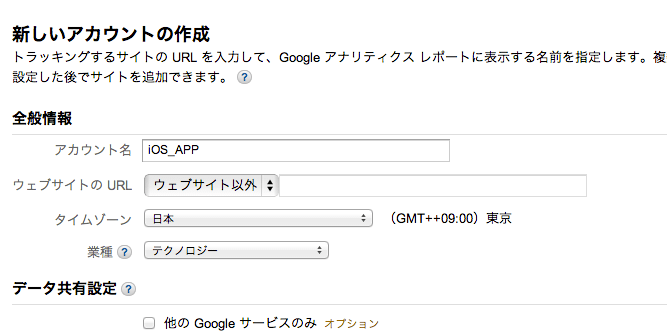 新しいアカウントの作成
トラッキングするサイトの URL を入力して、Google アナリティクス レポートに表示する名前を指定します。複
設定した後でサイトを追加できます。 ?
全般情報
アカウント名 iOS_APP
ウェブサイトの URL ウェブサイト以外
タイムゾーン 日本 (GMT++09:00) 東京
業種 ? テクノロジー
データ共有設定 ?
他の Google サービスのみ オプション